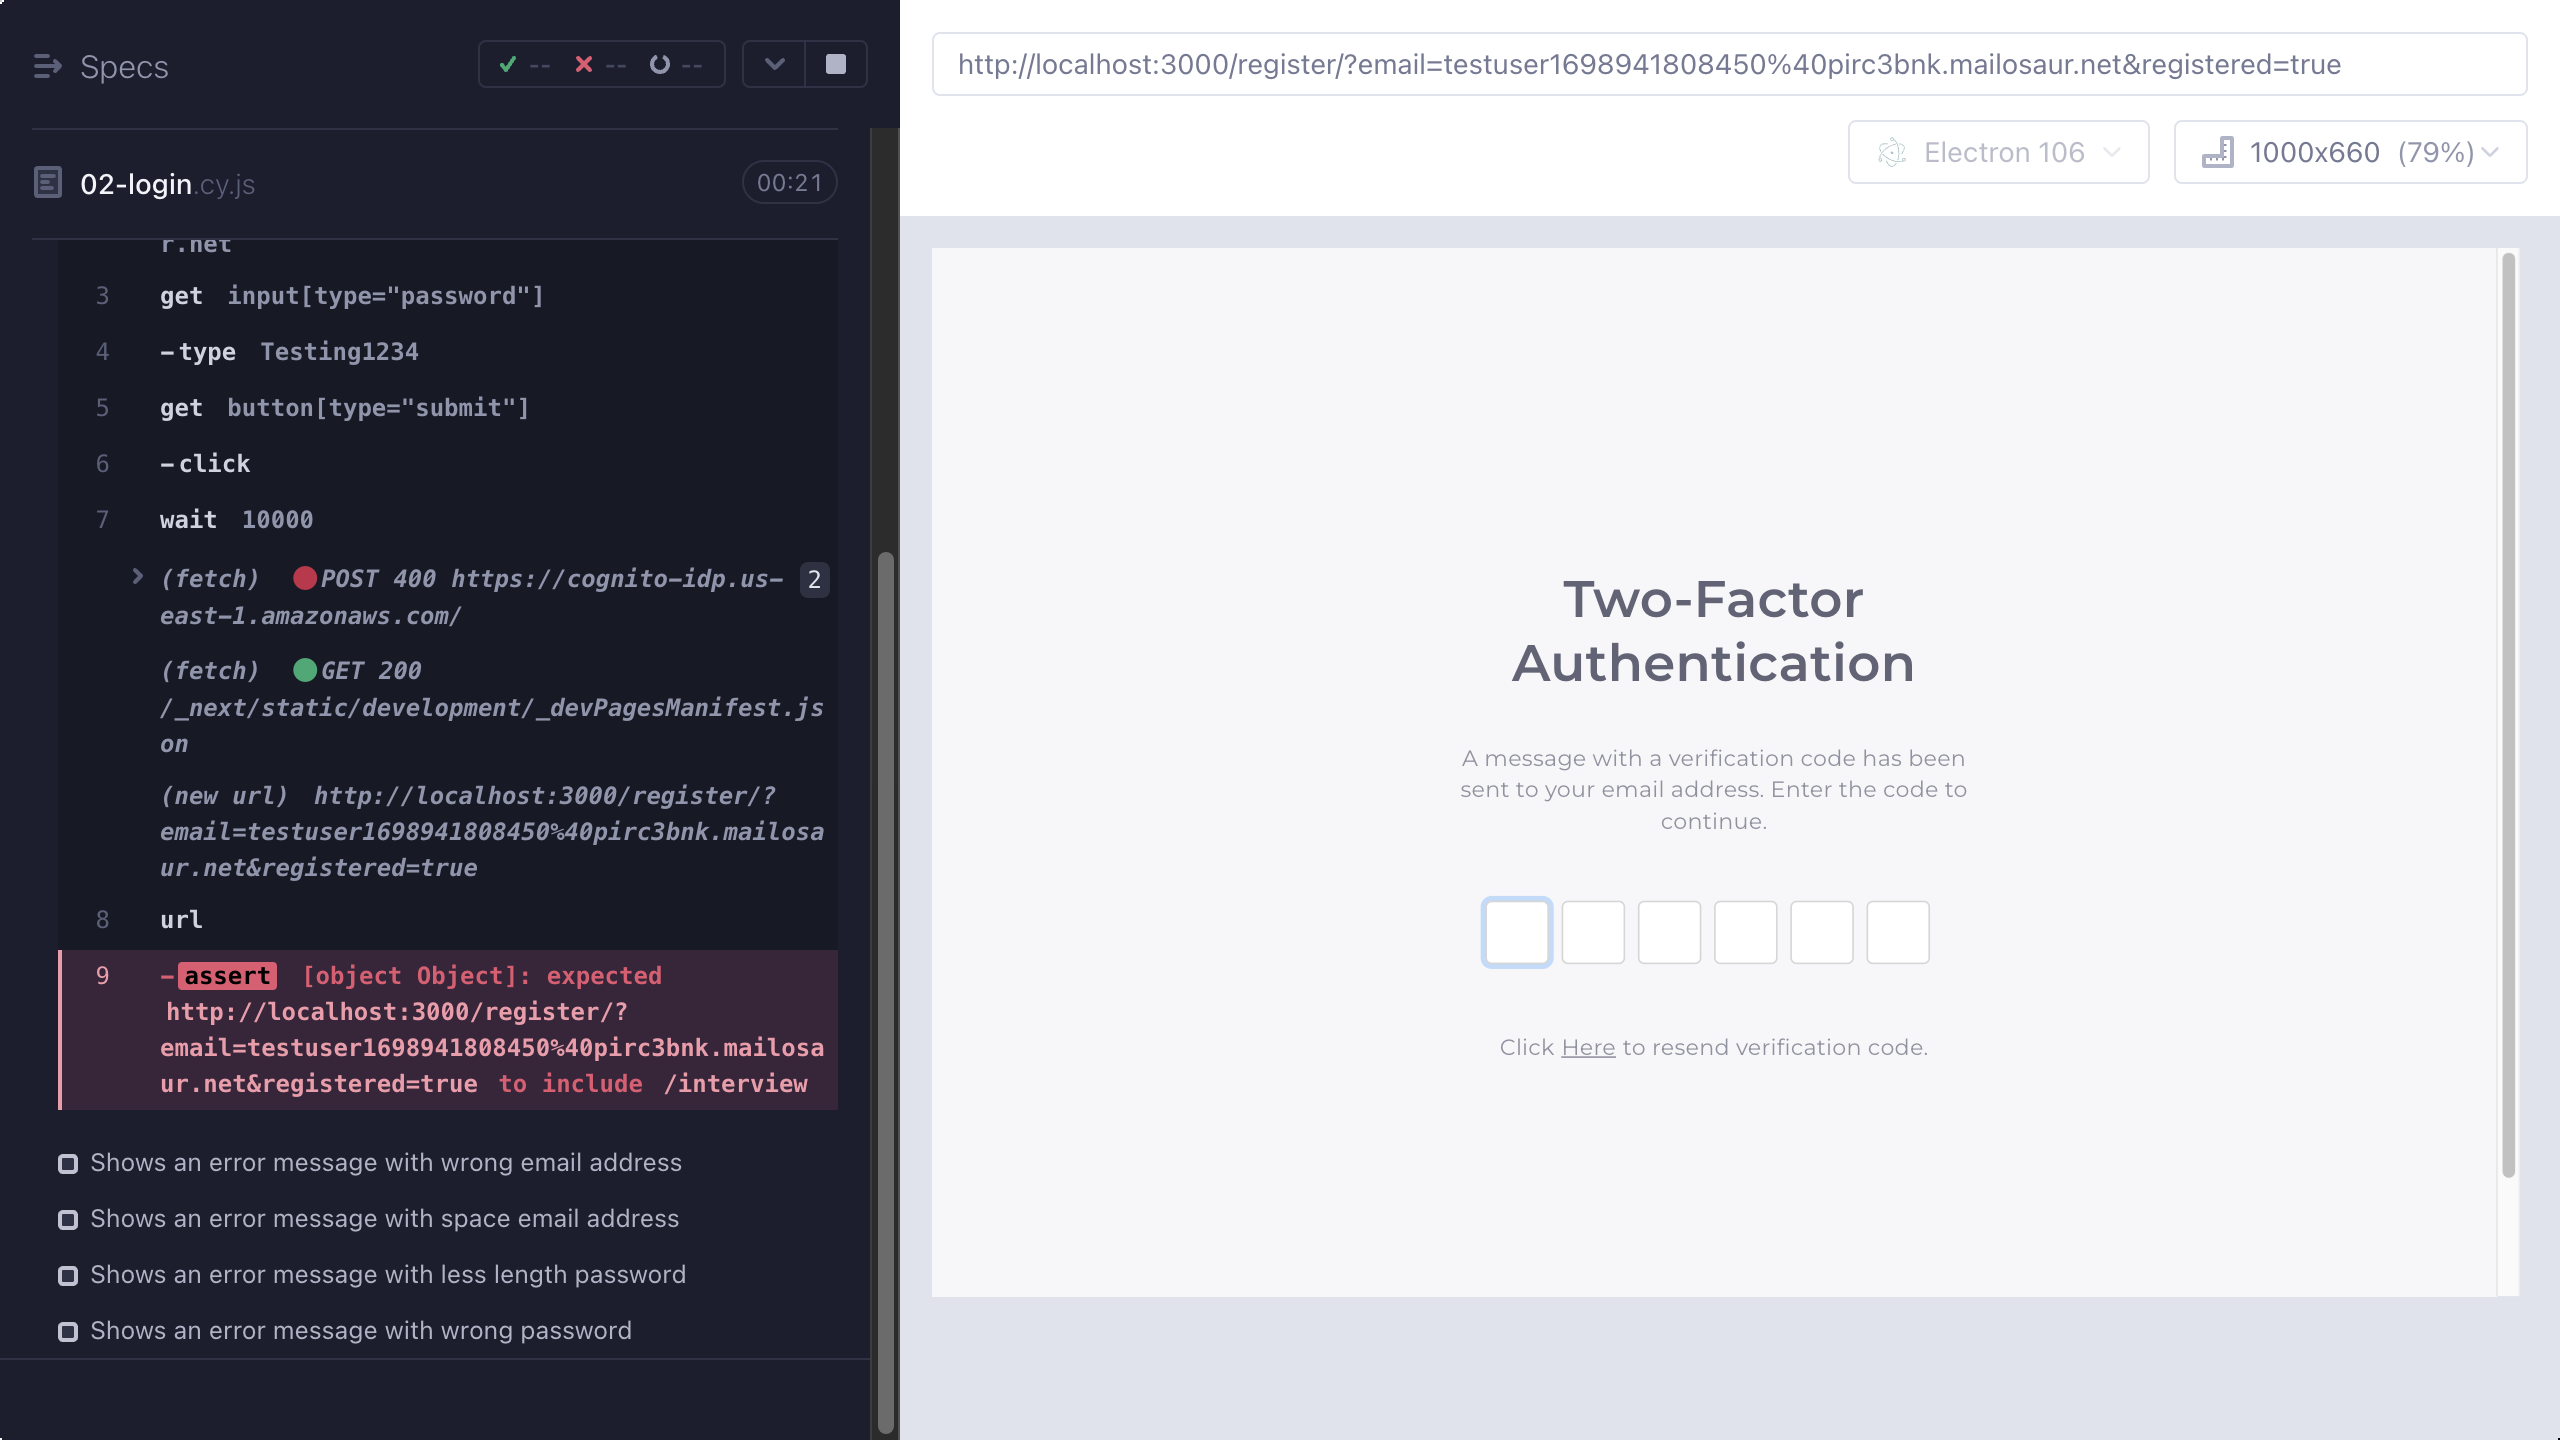 Specs
-- -- --
02-login.cy.js
00:21
r.net
3 get input[type="password"]
4 -type Testing1234
5 get button[type="submit"]
6 -click
7 wait 10000
(fetch) POST 400 https://cognito-idp.us- 2
east-1.amazonaws.com/
(fetch) GET 200
/_next/static/development/_devPagesManifest.js
on
(new url) http://localhost:3000/register/?
email=testuser1698941808450%40pirc3bnk.mailosa
ur.net&registered=true
8 url
9 -assert [object Object]: expected
http://localhost:3000/register/?
email=testuser1698941808450%40pirc3bnk.mailosa
ur.net&registered=true to include /interview
Shows an error message with wrong email address
Shows an error message with space email address
Shows an error message with less length password
Shows an error message with wrong password
http://localhost:3000/register/?email=testuser1698941808450%40pirc3bnk.mailosaur.net&registered=true
Electron 106
1000x660 (79%)
Two-Factor
Authentication
A message with a verification code has been
sent to your email address. Enter the code to
continue.
Click Here to resend verification code.